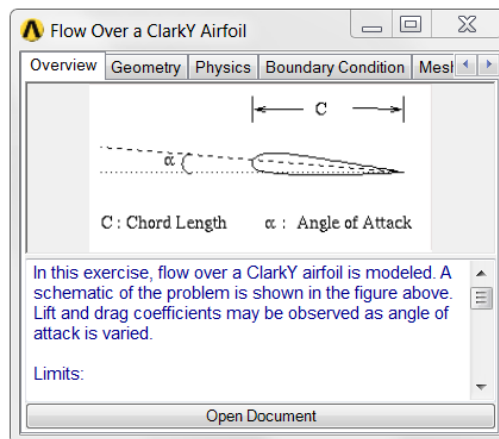 Flow Over a ClarkY Airfoil
Overview Geometry Physics Boundary Condition Mesh
C
α
C : Chord Length α : Angle of Attack
In this exercise, flow over a ClarkY airfoil is modeled. A
schematic of the problem is shown in the figure above.
Lift and drag coefficients may be observed as angle of
attack is varied.
Limits:
Open Document